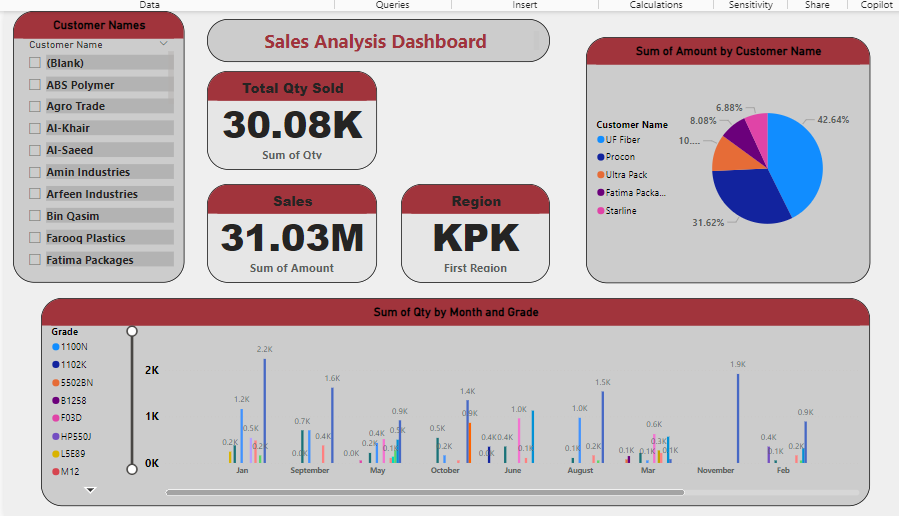 Data Queries Insert Calculations Sensitivity Share Copilot
Customer Names
Customer Name
(Blank)
ABS Polymer
Agro Trade
Al-Khair
Al-Saeed
Amin Industries
Arfeen Industries
Bin Qasim
Farooq Plastics
Fatima Packages
Sales Analysis Dashboard
Total Qty Sold
30.08K
Sum of Qty
Sales
31.03M
Sum of Amount
Region
KPK
First Region
Sum of Amount by Customer Name
Customer Name
UF Fiber
Procon
Ultra Pack
Fatima Packa...
Starline
6.88%
8.08%
10....
42.64%
31.62%
Sum of Qty by Month and Grade
Grade
1100N
1102K
5502BN
B1258
F03D
HP550J
L5E89
M12
2K
1K
0K
0.2K 1.2K 0.5K 0.2K 2.2K
0.7K 0.4K 1.6K
0.0K 0.2K 0.4K 0.1K 0.5K 0.9K
0.5K 0.2K 1.4K 0.9K
0.0K 0.4K 0.4K 1.0K 0.1K
0.1K 1.0K 0.2K 1.5K
0.1K 0.2K 0.1K 0.6K 0.3K 0.1K
1.9K
0.4K 0.1K 0.2K 0.3K 0.9K
Jan September May October June August Mar November Feb